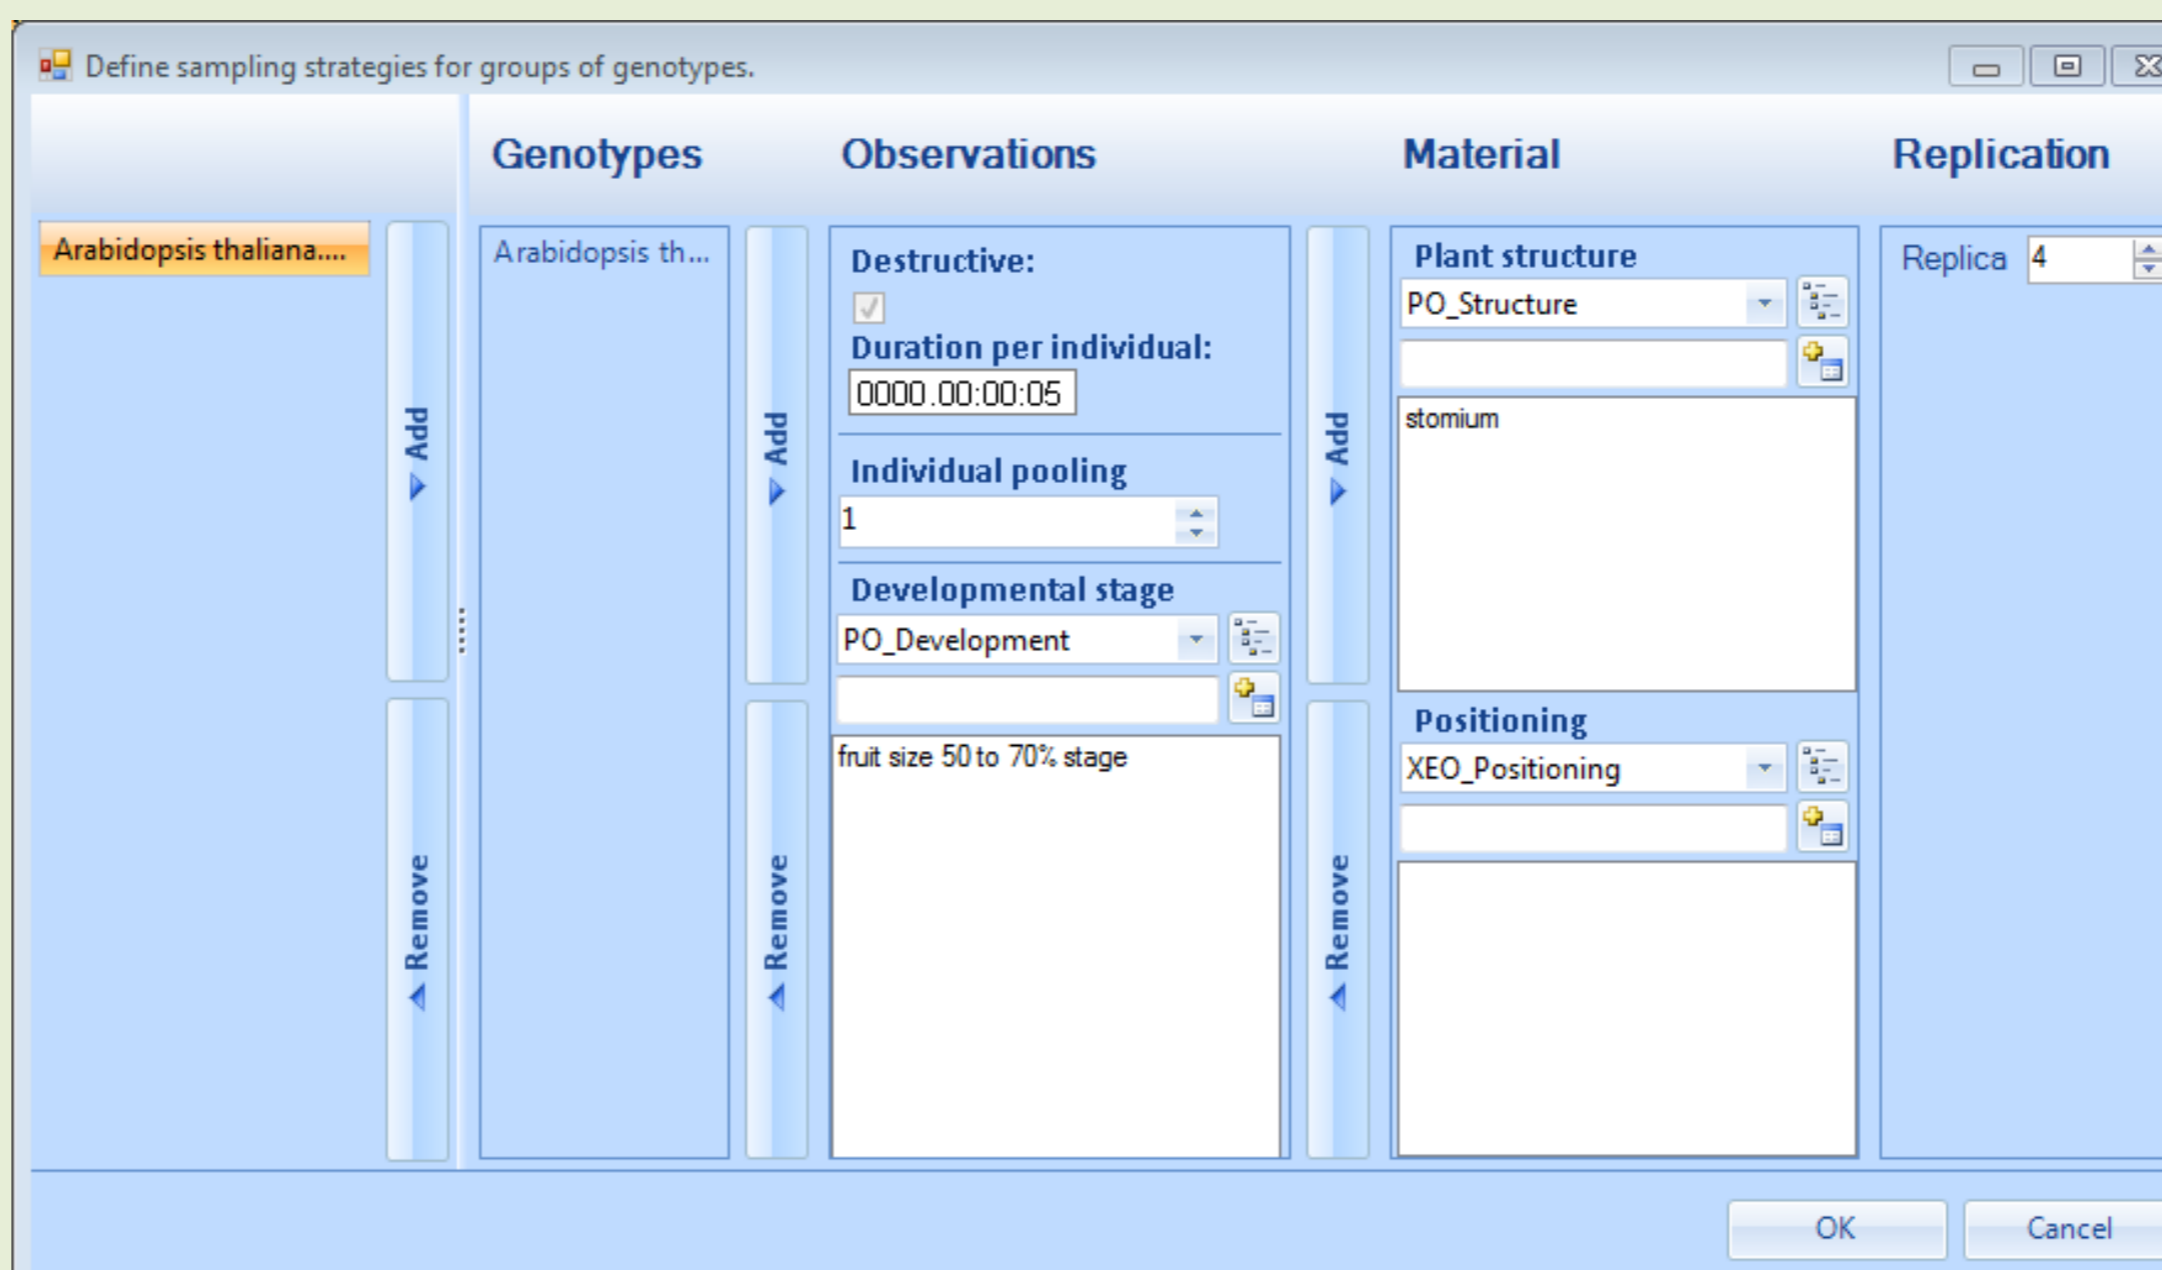 Define sampling strategies for groups of genotypes.
Genotypes
Observations
Material
Replication
Arabidopsis thaliana....
Add
Remove
Arabidopsis th...
Add
Remove
Destructive:
Duration per individual:
0000.00:00:05
Individual pooling
1
Developmental stage
PO_Development
fruit size 50 to 70% stage
Add
Remove
Plant structure
PO_Structure
stomium
Positioning
XEO_Positioning
Replica 4
OK
Cancel